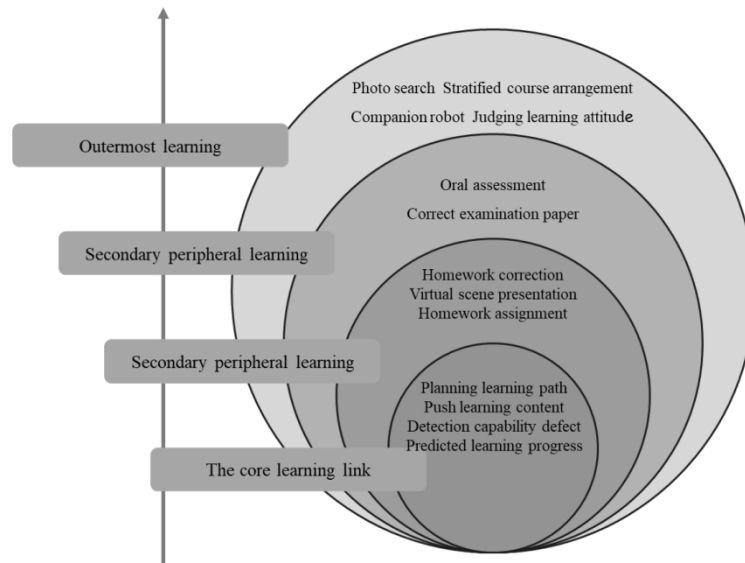 Photo search Stratified course arrangement
Companion robot Judging learning attitude
Outermost learning
Oral assessment
Correct examination paper
Secondary peripheral learning
Homework correction
Virtual scene presentation
Homework assignment
Secondary peripheral learning
Planning learning path
Push learning content
Detection capability defect
Predicted learning progress
The core learning link